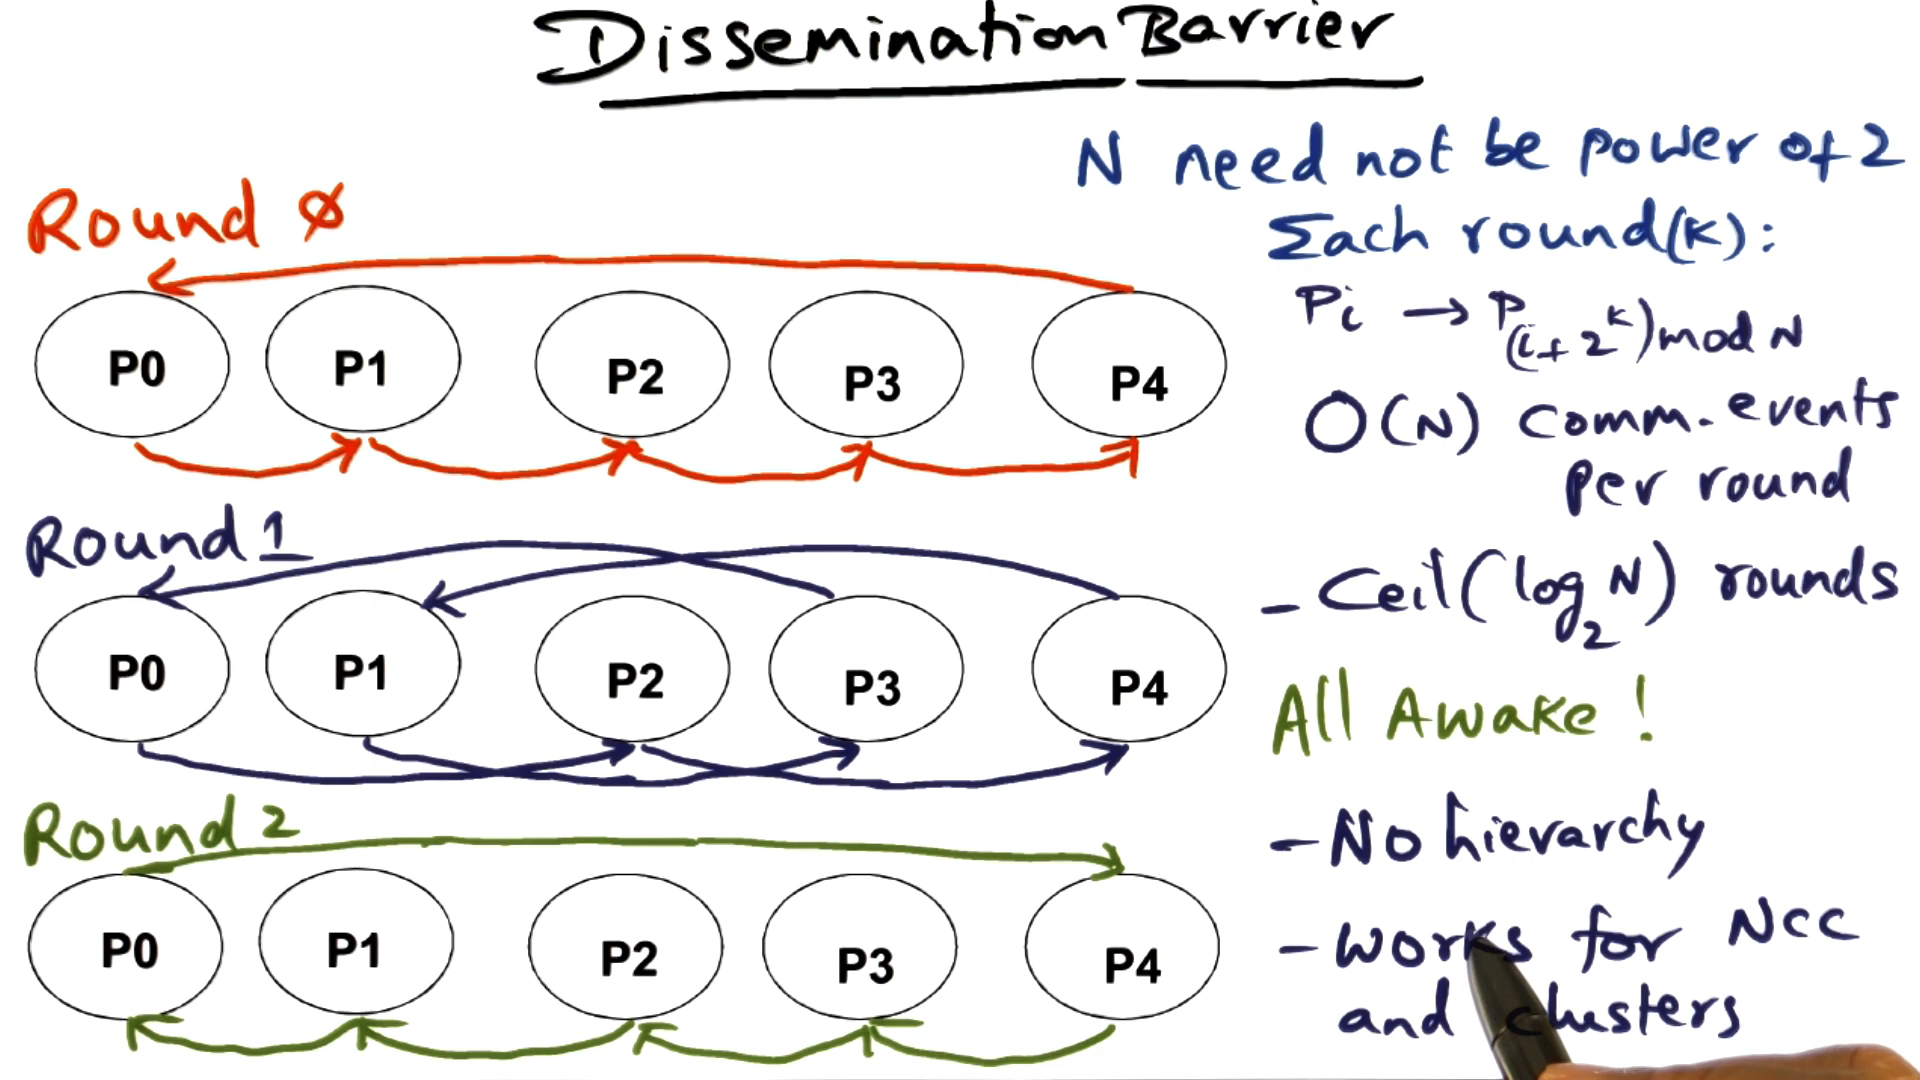 Dissemination Barrier
N need not be power of 2
Round 0
Each round(k):
Pi → P(i+2^k) mod N
P0 P1 P2 P3 P4
O(N) comm. events
per round
Round 1
- Ceil(log2 N) rounds
P0 P1 P2 P3 P4
All Awake!
Round 2
- No hierarchy
P0 P1 P2 P3 P4
- works for NCC
and clusters